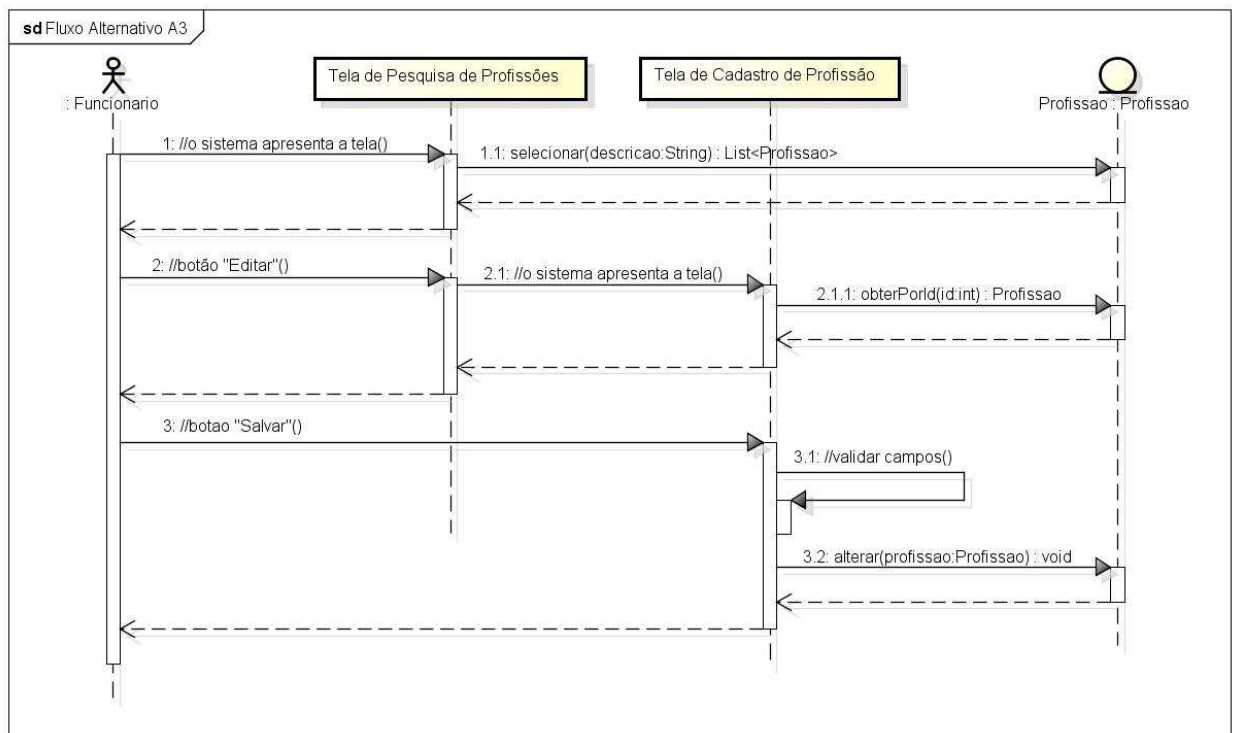 sd Fluxo Alternativo A3
: Funcionario
Tela de Pesquisa de Profissões
Tela de Cadastro de Profissão
Profissao : Profissao
1: //o sistema apresenta a tela()
1.1: selecionar(descricao:String) : List<Profissao>
2: //botão "Editar"()
2.1: //o sistema apresenta a tela()
2.1.1: obterPorId(id:int) : Profissao
3: //botao "Salvar"()
3.1: //validar campos()
3.2: alterar(profissao:Profissao) : void